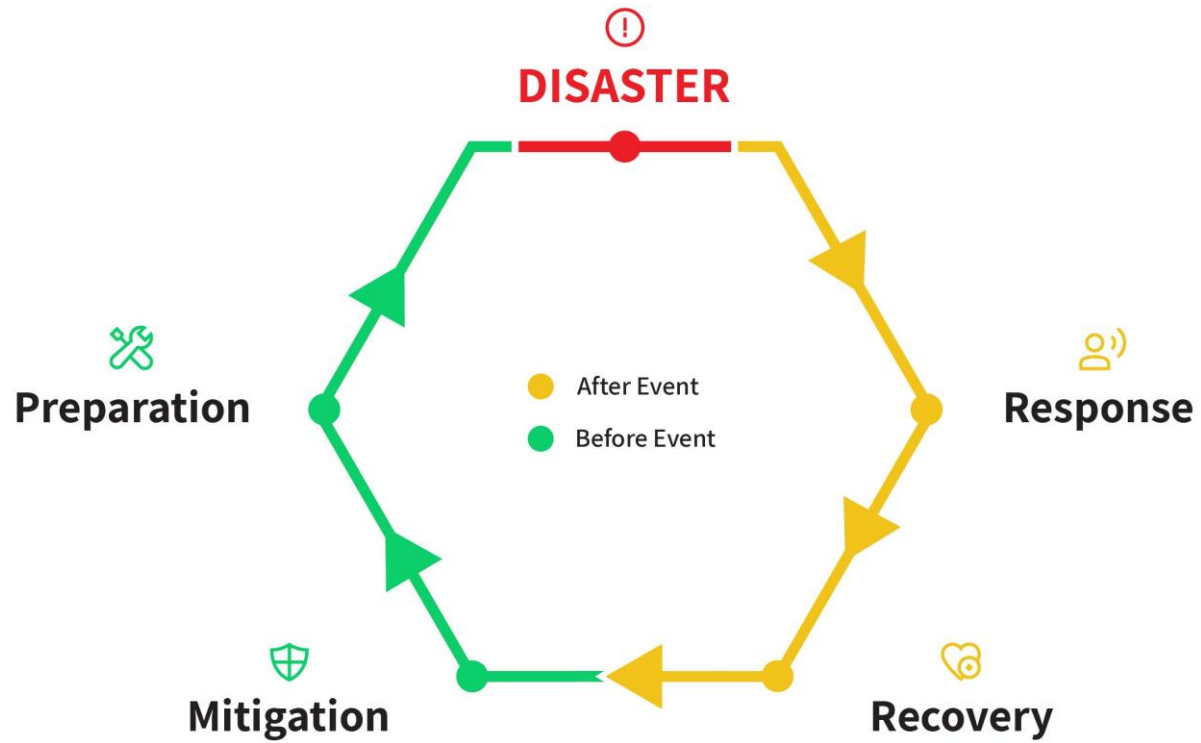 DISASTER
Preparation
After Event
Response
Before Event
Mitigation
Recovery